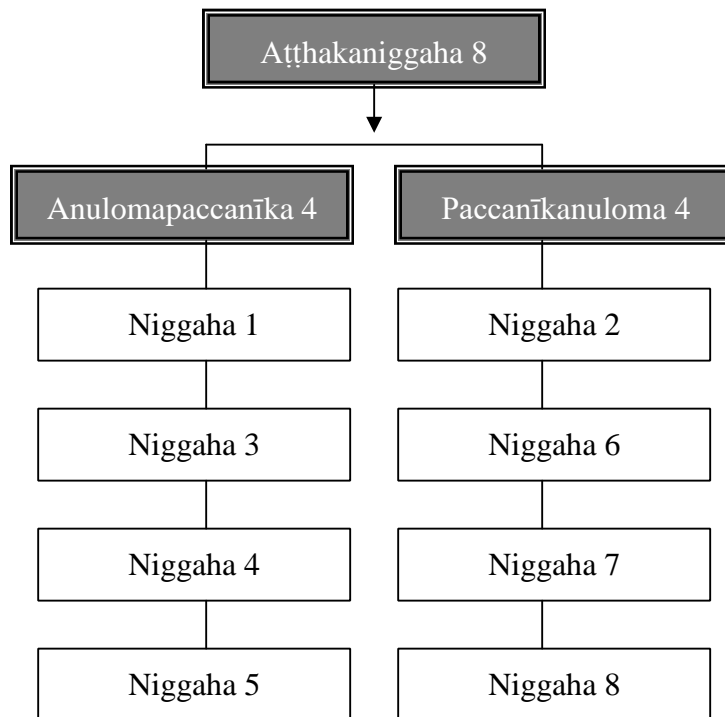 Aṭṭhakaniggaha 8
Anulomapaccanīka 4
Paccanīkanuloma 4
Niggaha 1
Niggaha 2
Niggaha 3
Niggaha 6
Niggaha 4
Niggaha 7
Niggaha 5
Niggaha 8